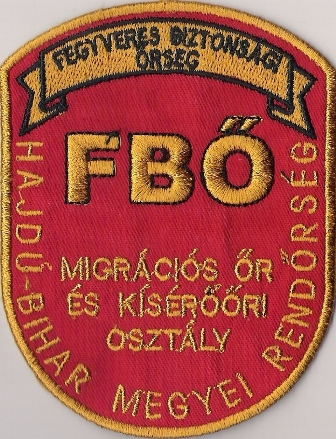 FEGYVERES BIZTONSÁGI
ŐRSÉG
FBŐ
MIGRÁCIÓS ŐR
ÉS KÍSÉRŐŐRI
OSZTÁLY
HAJDÚ-BIHAR MEGYEI RENDŐRSÉG